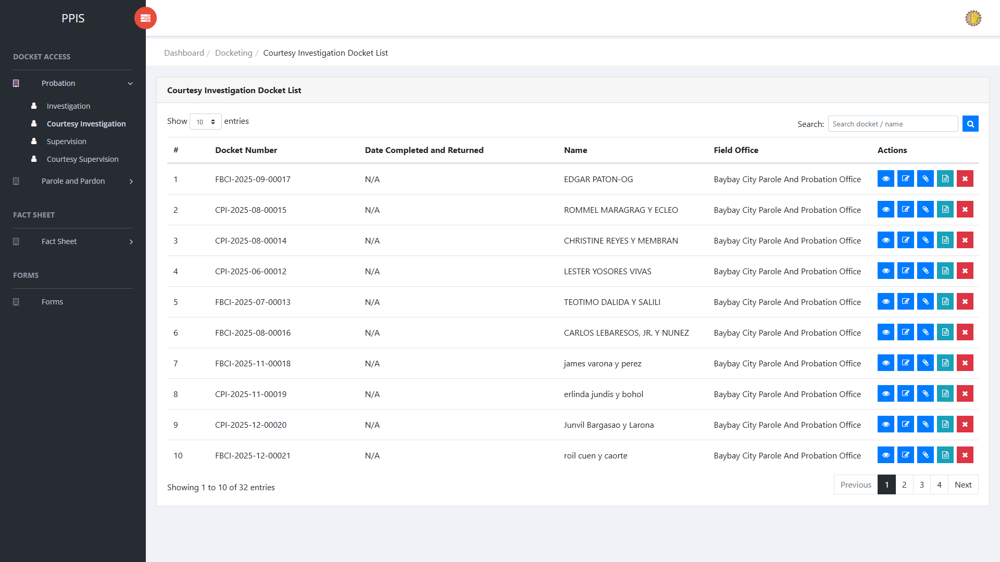 PPIS
DOCKET ACCESS
Probation
Investigation
Courtesy Investigation
Supervision
Courtesy Supervision
Parole and Pardon
FACT SHEET
Fact Sheet
FORMS
Forms
Dashboard / Docketing / Courtesy Investigation Docket List
Courtesy Investigation Docket List
Show 10 entries
Search: Search docket / name
# Docket Number Date Completed and Returned Name Field Office Actions
1 FBCI-2025-09-00017 N/A EDGAR PATON-OG Baybay City Parole And Probation Office
2 CPI-2025-08-00015 N/A ROMMEL MARAGRAG Y ECLEO Baybay City Parole And Probation Office
3 CPI-2025-08-00014 N/A CHRISTINE REYES Y MEMBRAN Baybay City Parole And Probation Office
4 CPI-2025-06-00012 N/A LESTER YOSORES VIVAS Baybay City Parole And Probation Office
5 FBCI-2025-07-00013 N/A TEOTIMO DALIDA Y SALILI Baybay City Parole And Probation Office
6 FBCI-2025-08-00016 N/A CARLOS LEBARESOS, JR. Y NUNEZ Baybay City Parole And Probation Office
7 FBCI-2025-11-00018 N/A james varona y perez Baybay City Parole And Probation Office
8 CPI-2025-11-00019 N/A erlinda jundis y bohol Baybay City Parole And Probation Office
9 CPI-2025-12-00020 N/A Junvil Bargasao y Larona Baybay City Parole And Probation Office
10 FBCI-2025-12-00021 N/A roil cuen y caorte Baybay City Parole And Probation Office
Showing 1 to 10 of 32 entries
Previous 1 2 3 4 Next